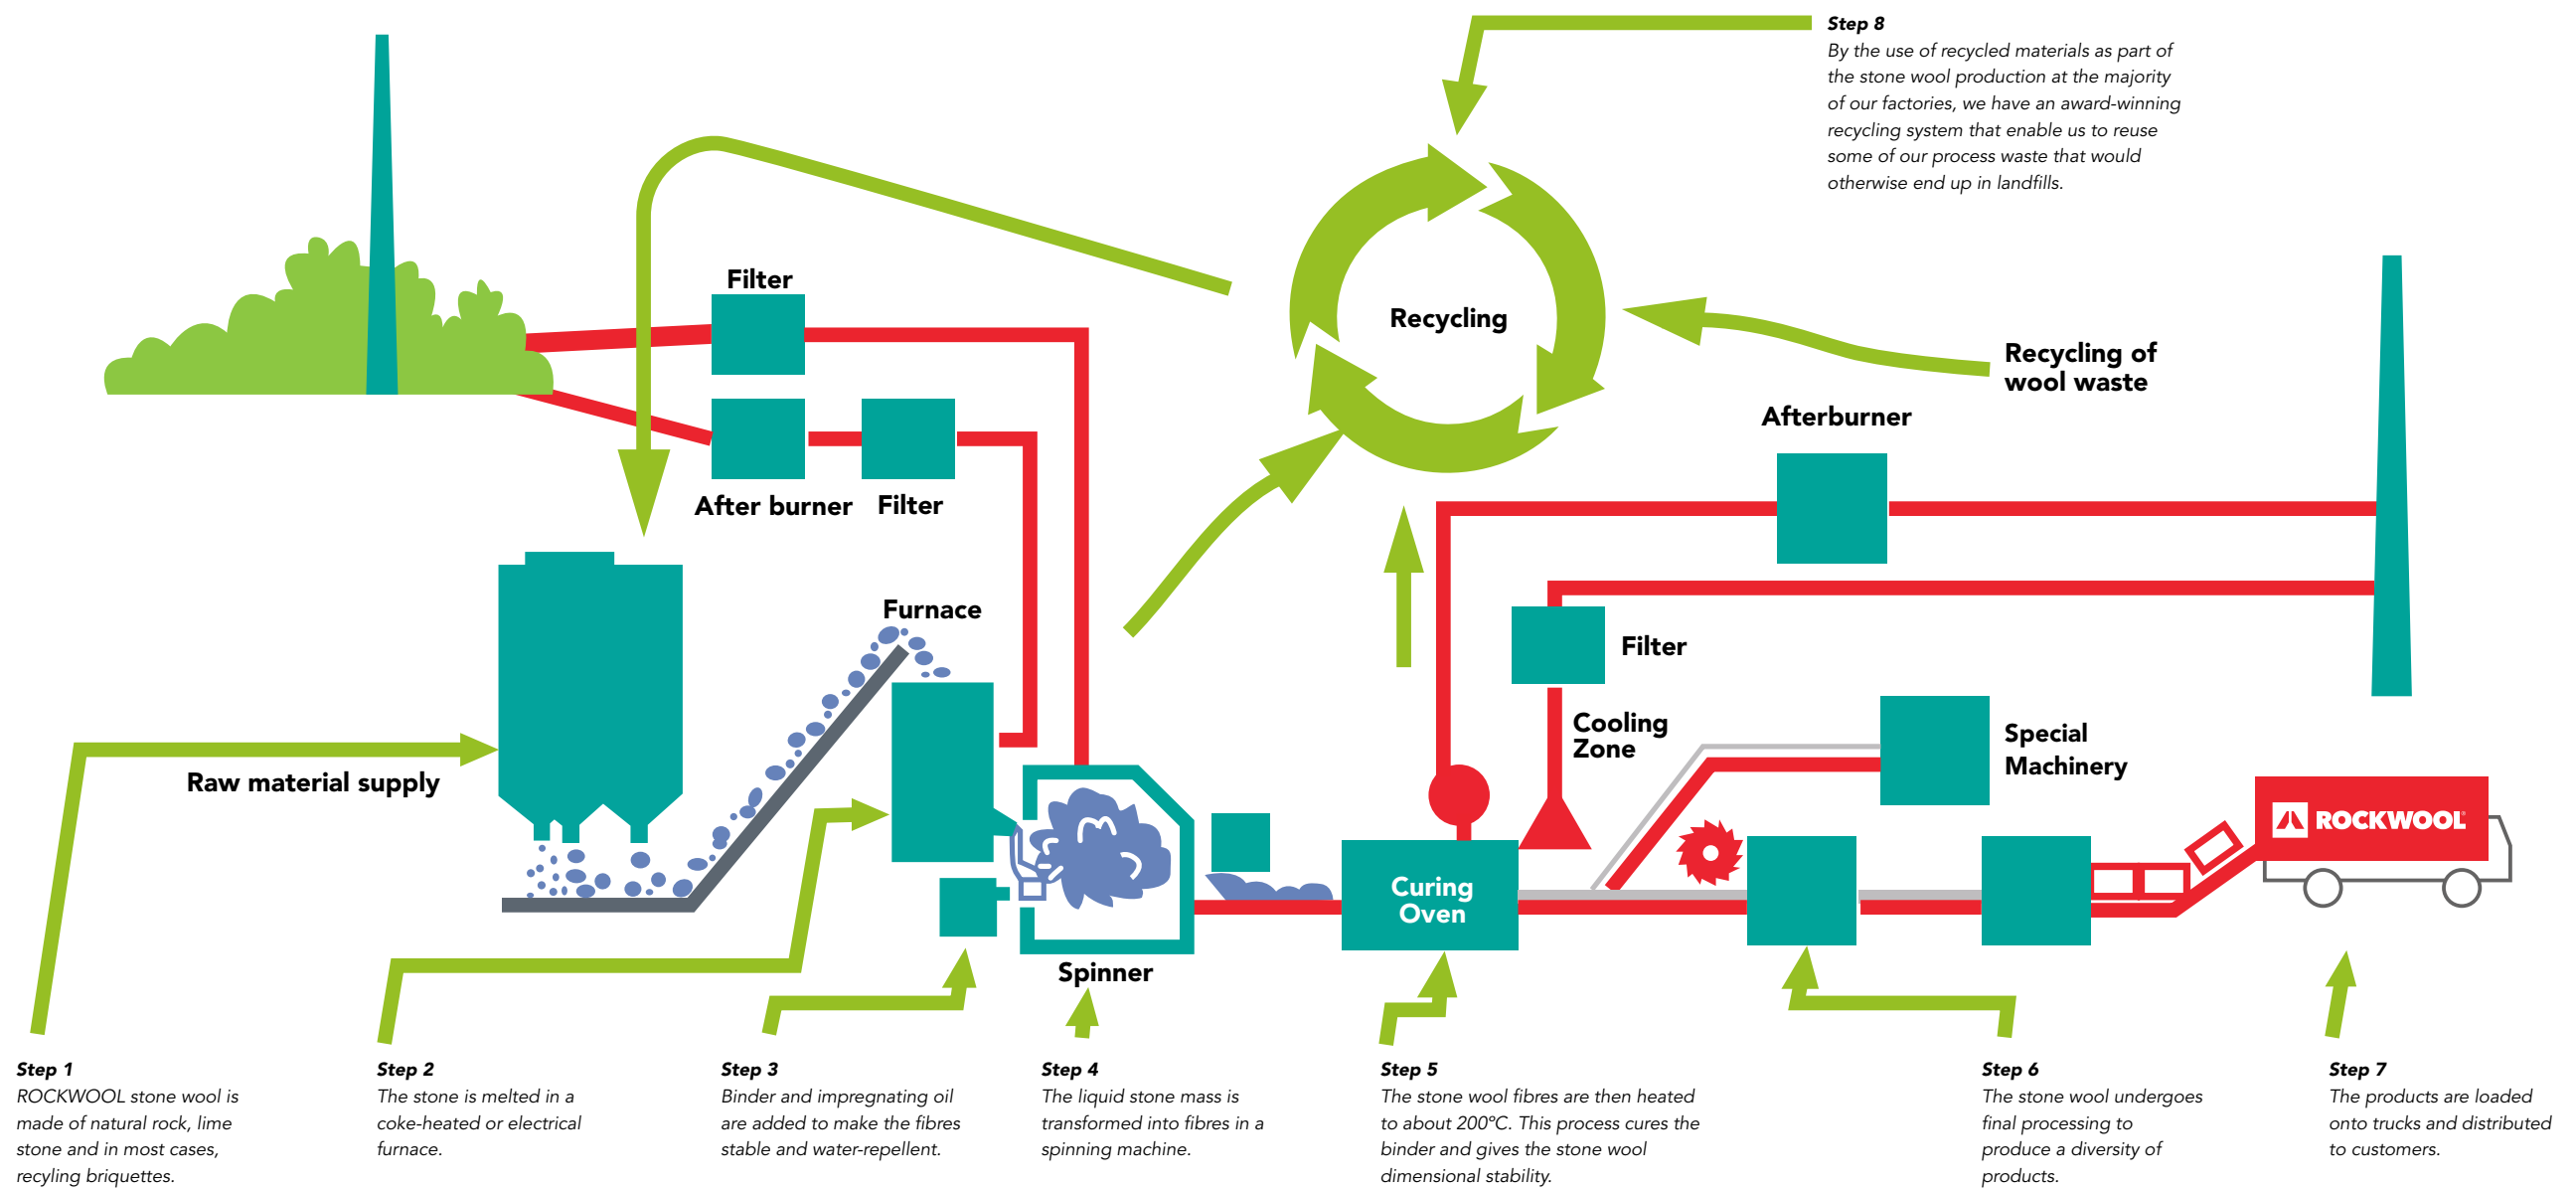 Step 8
By the use of recycled materials as part of
the stone wool production at the majority
of our factories, we have an award-winning
recycling system that enable us to reuse
some of our process waste that would
otherwise end up in landfills.
Filter
Recycling
Recycling of
wool waste
Afterburner
After burner
Filter
Furnace
Filter
Cooling
Zone
Special
Machinery
Raw material supply
ROCKWOOL
Curing
Oven
Spinner
Step 1
ROCKWOOL stone wool is
made of natural rock, lime
stone and in most cases,
recyling briquettes.
Step 2
The stone is melted in a
coke-heated or electrical
furnace.
Step 3
Binder and impregnating oil
are added to make the fibres
stable and water-repellent.
Step 4
The liquid stone mass is
transformed into fibres in a
spinning machine.
Step 5
The stone wool fibres are then heated
to about 200ºC. This process cures the
binder and gives the stone wool
dimensional stability.
Step 6
The stone wool undergoes
final processing to
produce a diversity of
products.
Step 7
The products are loaded
onto trucks and distributed
to customers.